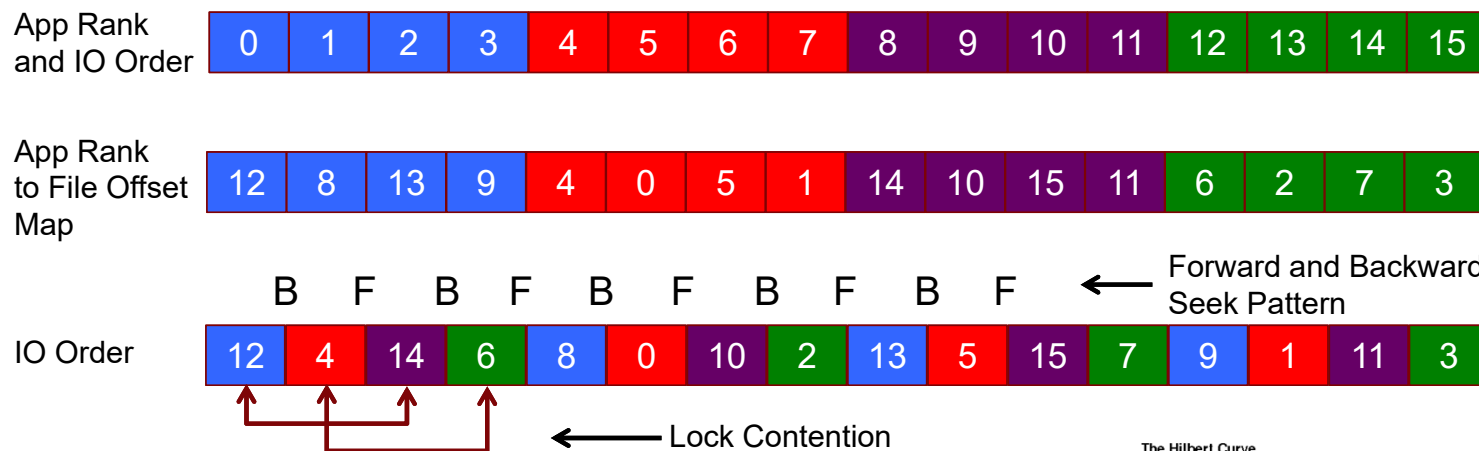 App Rank
and IO Order
0 1 2 3 4 5 6 7 8 9 10 11 12 13 14 15
App Rank
to File Offset
Map
12 8 13 9 4 0 5 1 14 10 15 11 6 2 7 3
B F B F B F B F B F
Forward and Backward
Seek Pattern
IO Order
12 4 14 6 8 0 10 2 13 5 15 7 9 1 11 3
Lock Contention
The Hilbert Curve